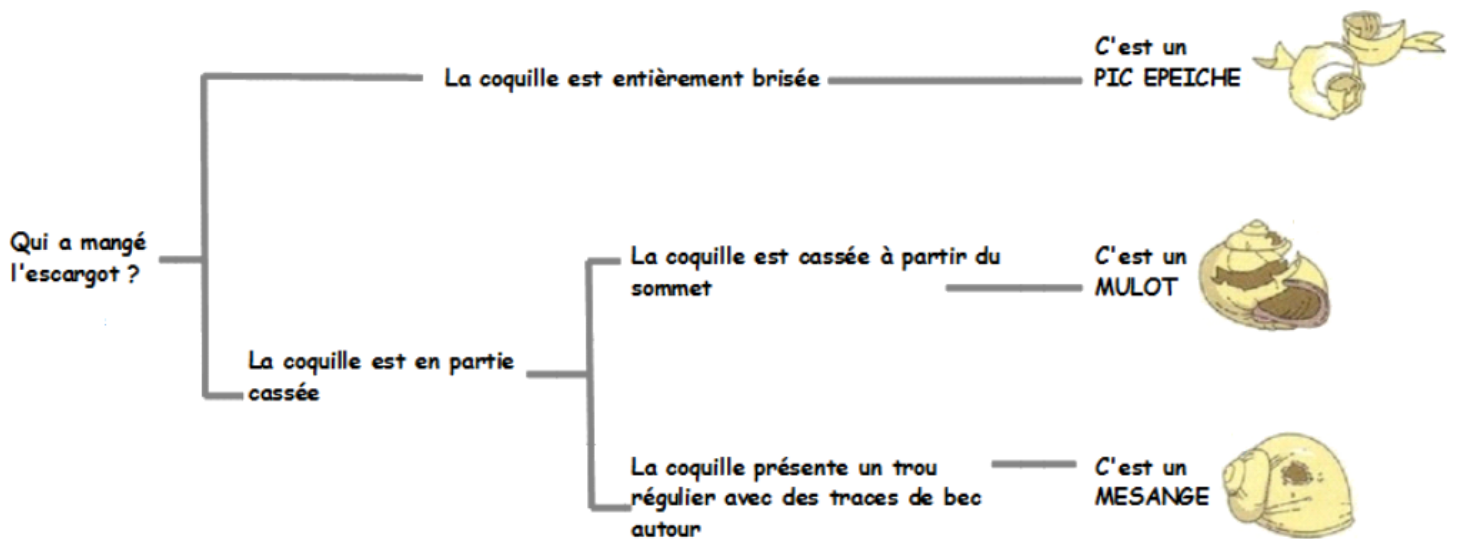 Qui a mangé
l'escargot ?
La coquille est entièrement brisée
C'est un
PIC EPEICHE
La coquille est en partie
cassée
La coquille est cassée à partir du
sommet
C'est un
MULOT
La coquille présente un trou
régulier avec des traces de bec
autour
C'est un
MESANGE